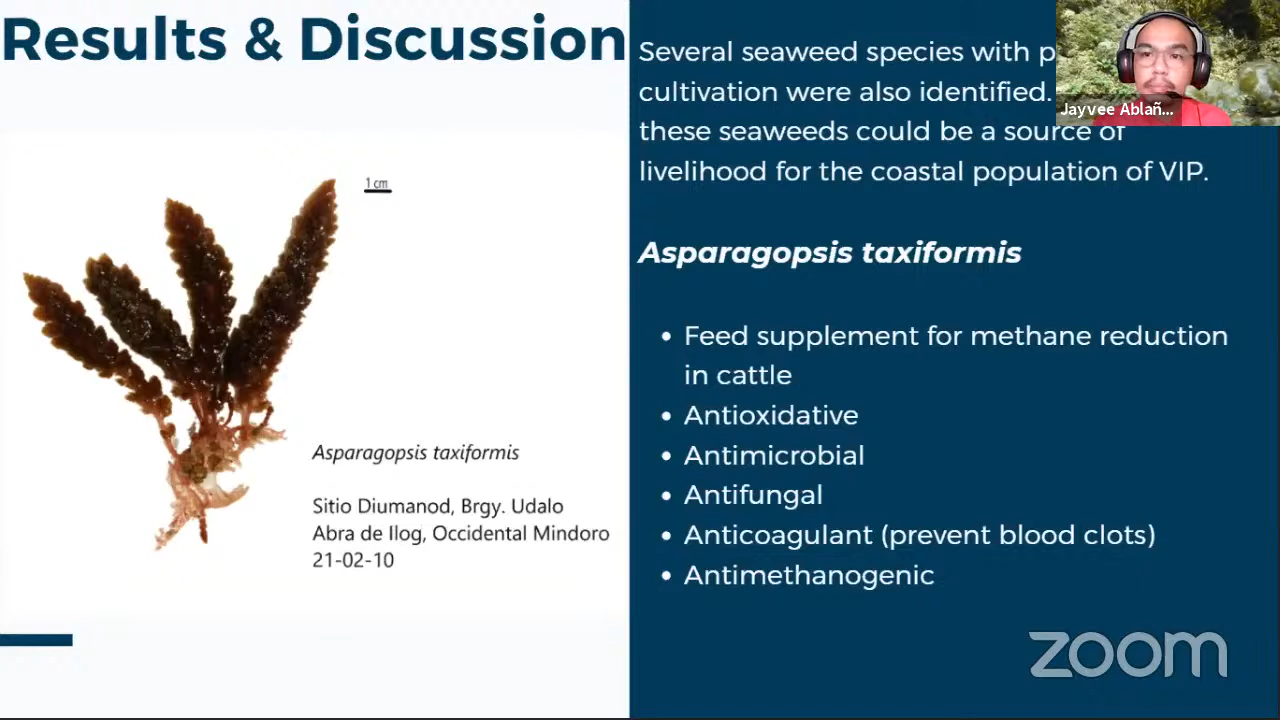 Results & Discussion
1 cm
Asparagopsis taxiformis
Sitio Diumanod, Brgy. Udalo
Abra de Ilog, Occidental Mindoro
21-02-10
Several seaweed species with p
cultivation were also identified.
these seaweeds could be a source of
livelihood for the coastal population of VIP.
Asparagopsis taxiformis
• Feed supplement for methane reduction
in cattle
• Antioxidative
• Antimicrobial
• Antifungal
• Anticoagulant (prevent blood clots)
• Antimethanogenic
Jayvee Ablañ...
zoom